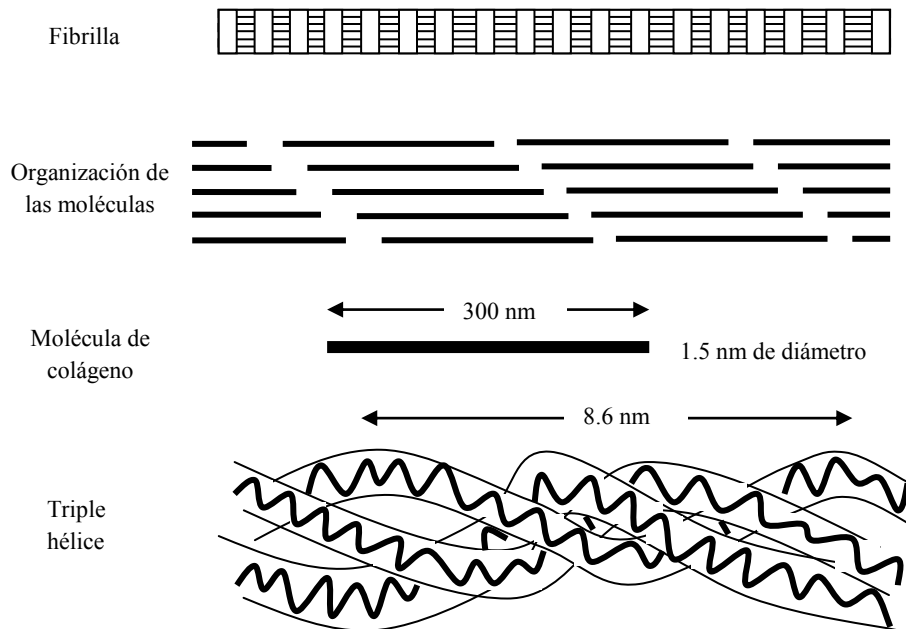 Fibrilla
Organización de
las moléculas
300 nm
Molécula de
colágeno
1.5 nm de diámetro
8.6 nm
Triple
hélice